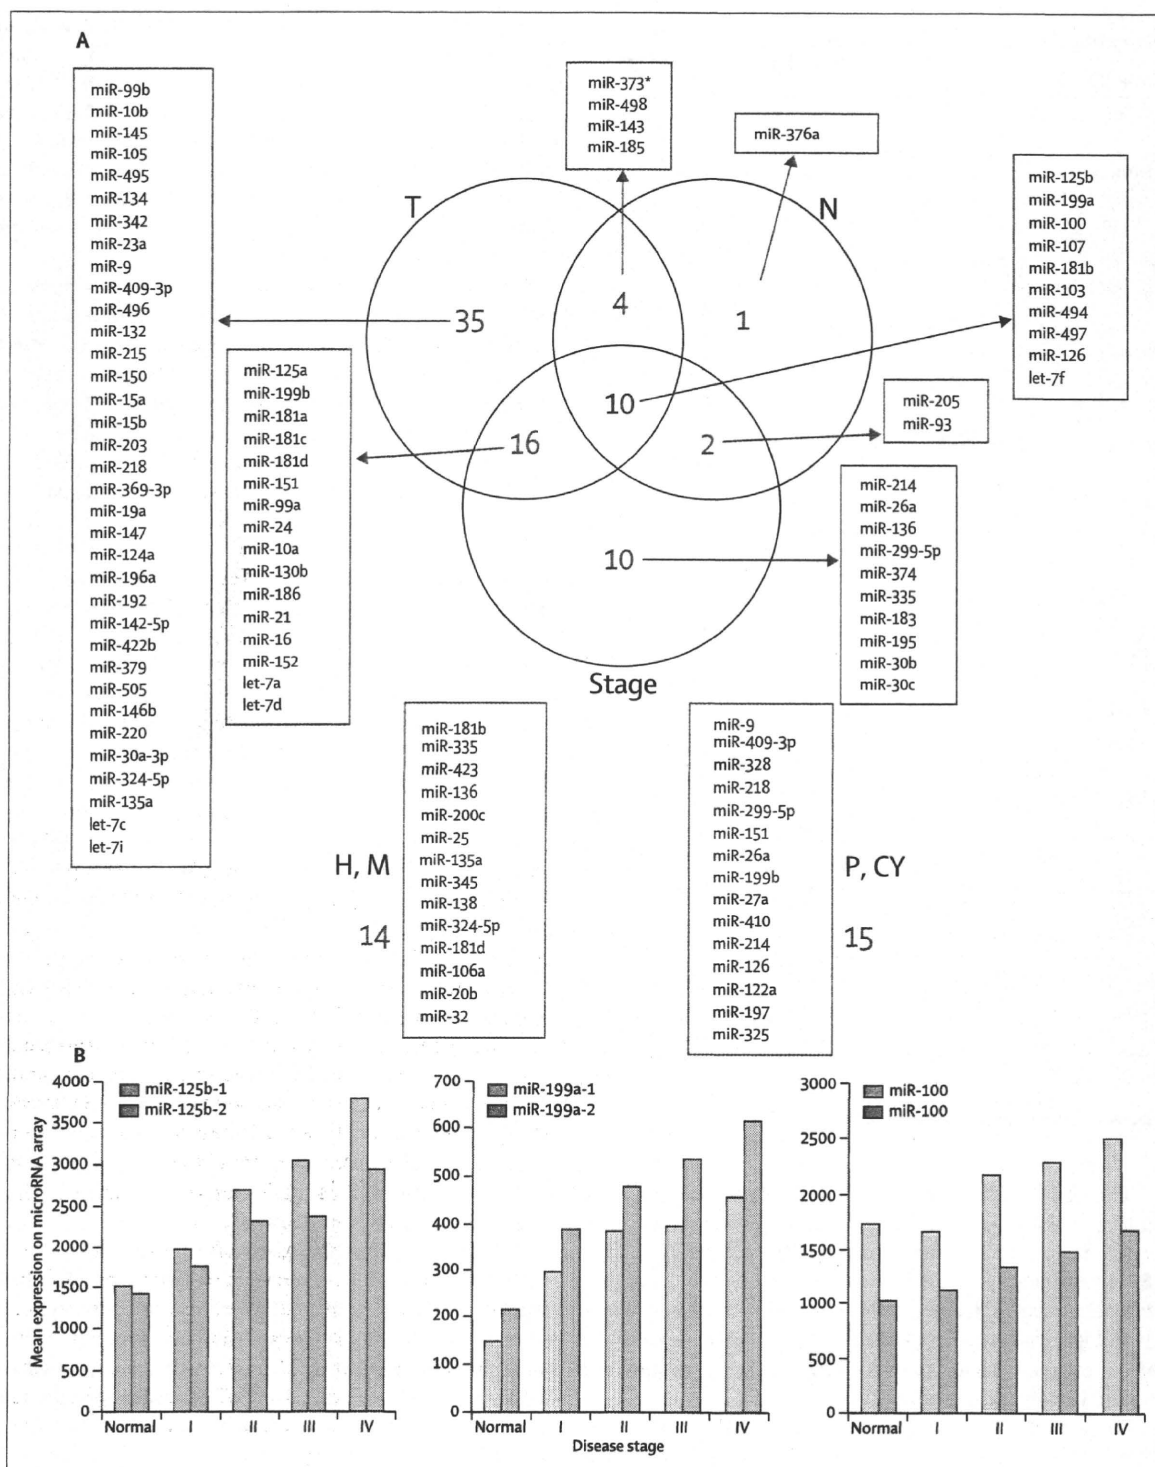 A
miR-99b
miR-10b
miR-145
miR-105
miR-495
miR-134
miR-342
miR-23a
miR-9
miR-409-3p
miR-496
miR-132
miR-215
miR-150
miR-15a
miR-15b
miR-203
miR-218
miR-369-3p
miR-19a
miR-147
miR-124a
miR-196a
miR-192
miR-142-5p
miR-422b
miR-379
miR-505
miR-146b
miR-220
miR-30a-3p
miR-324-5p
miR-135a
let-7c
let-7i
miR-125a
miR-199b
miR-181a
miR-181c
miR-181d
miR-151
miR-99a
miR-24
miR-10a
miR-130b
miR-186
miR-21
miR-16
miR-152
let-7a
let-7d
miR-373*
miR-498
miR-143
miR-185
miR-376a
T
N
35
4
1
10
16
2
10
Stage
miR-125b
miR-199a
miR-100
miR-107
miR-181b
miR-103
miR-494
miR-497
miR-126
let-7f
miR-205
miR-93
miR-214
miR-26a
miR-136
miR-299-5p
miR-374
miR-335
miR-183
miR-195
miR-30b
miR-30c
H, M
14
miR-181b
miR-335
miR-423
miR-136
miR-200c
miR-25
miR-135a
miR-345
miR-138
miR-324-5p
miR-181d
miR-106a
miR-20b
miR-32
miR-9
miR-409-3p
miR-328
miR-218
miR-299-5p
miR-151
miR-26a
miR-199b
miR-27a
miR-410
miR-214
miR-126
miR-122a
miR-197
miR-325
P, CY
15
B
Mean expression on microRNA array
4000
3500
3000
2500
2000
1500
1000
500
0
miR-125b-1
miR-125b-2
Normal I II III IV
700
600
500
400
300
200
100
0
miR-199a-1
miR-199a-2
Normal I II III IV
3000
2500
2000
1500
1000
500
0
miR-100
miR-100
Normal I II III IV
Disease stage